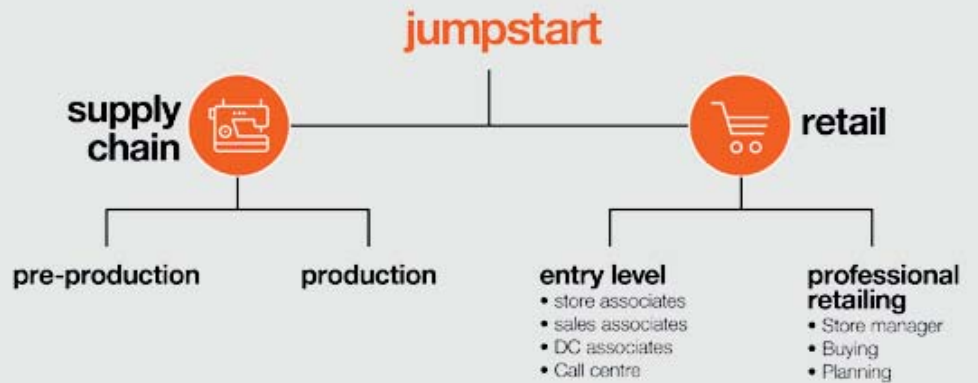 jumpstart
supply
chain
retail
pre-production
production
entry level
• store associates
• sales associates
• DC associates
• Call centre
professional
retailing
• Store manager
• Buying
• Planning